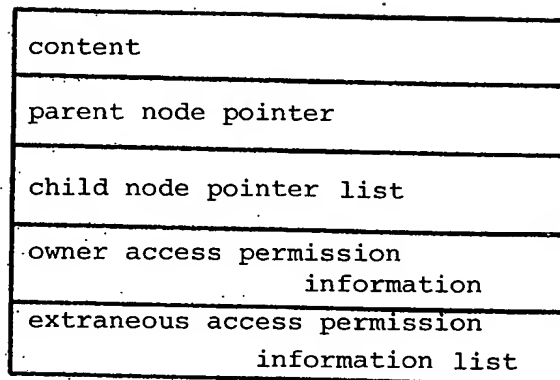 content
parent node pointer
child node pointer list
owner access permission
information
extraneous access permission
information list